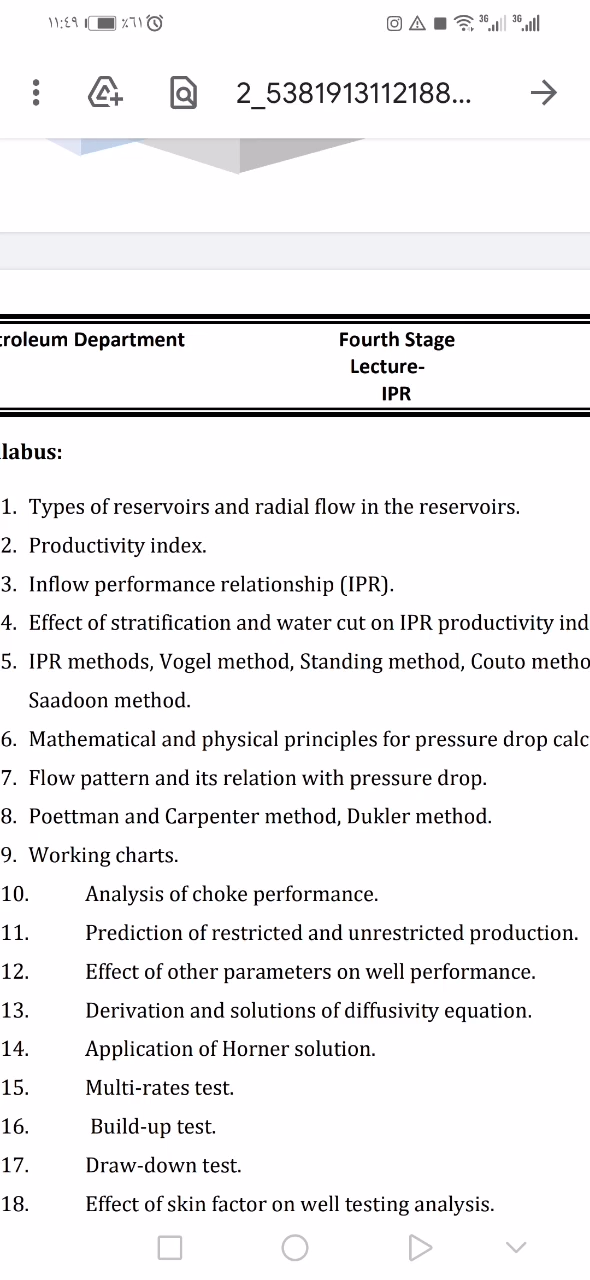 ١١:٤٩ ٪٦١ 3G 3G
2_5381913112188...
troleum Department
Fourth Stage
Lecture-
IPR
labus:
1. Types of reservoirs and radial flow in the reservoirs.
2. Productivity index.
3. Inflow performance relationship (IPR).
4. Effect of stratification and water cut on IPR productivity ind
5. IPR methods, Vogel method, Standing method, Couto metho
Saadoon method.
6. Mathematical and physical principles for pressure drop calc
7. Flow pattern and its relation with pressure drop.
8. Poettman and Carpenter method, Dukler method.
9. Working charts.
10. Analysis of choke performance.
11. Prediction of restricted and unrestricted production.
12. Effect of other parameters on well performance.
13. Derivation and solutions of diffusivity equation.
14. Application of Horner solution.
15. Multi-rates test.
16. Build-up test.
17. Draw-down test.
18. Effect of skin factor on well testing analysis.